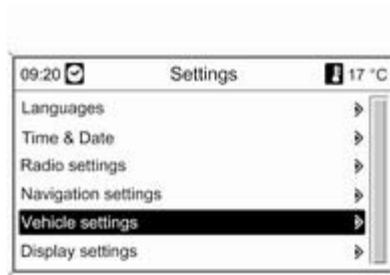 09:20 Settings 17 °C
Languages
Time & Date
Radio settings
Navigation settings
Vehicle settings
Display settings